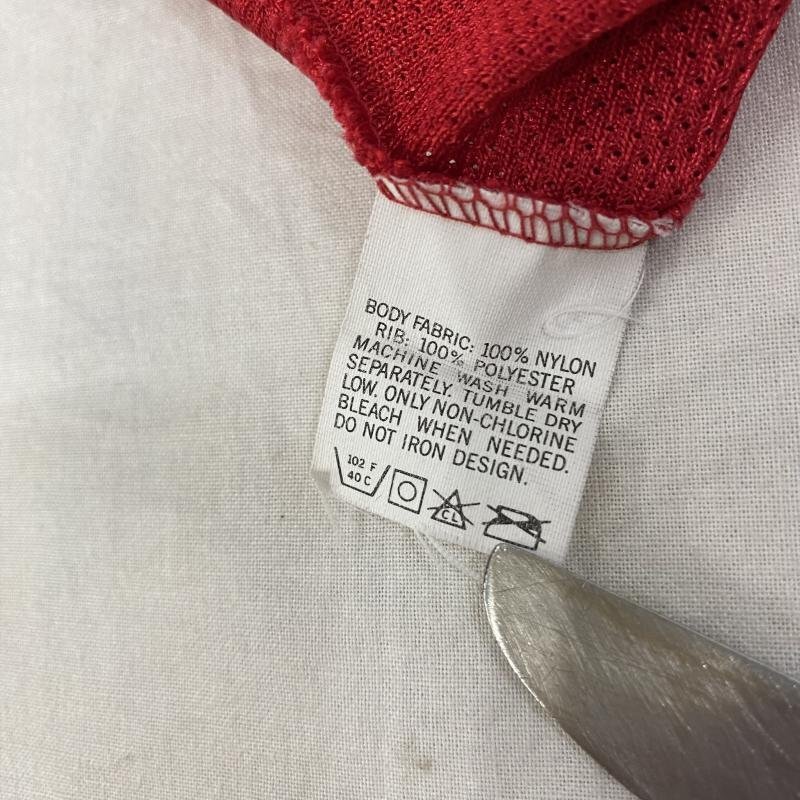 BODY FABRIC: 100% NYLON
RIB: 100% POLYESTER
MACHINE WASH WARM
SEPARATELY. TUMBLE DRY
LOW. ONLY NON-CHLORINE
BLEACH WHEN NEEDED.
DO NOT IRON DESIGN.
102 F
40 C
CL